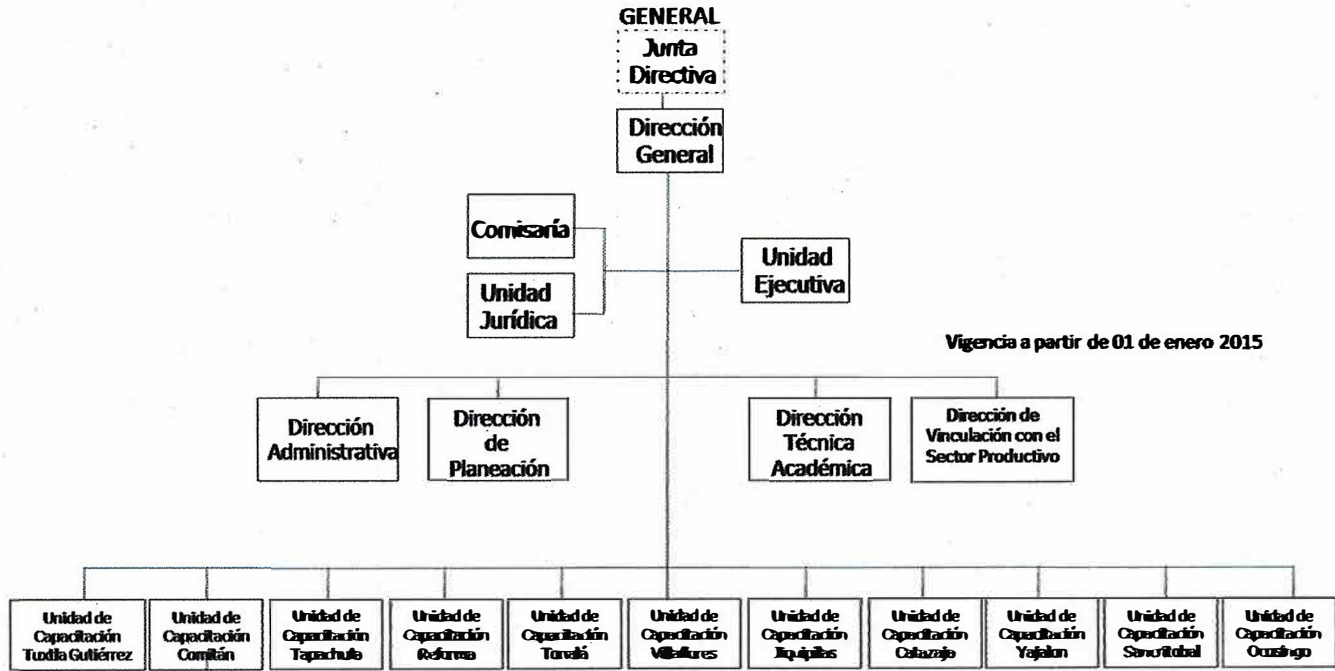 GENERAL
Junta
Directiva
Dirección
General
Comisaría
Unidad
Jurídica
Unidad
Ejecutiva
Vigencia a partir de 01 de enero 2015
Dirección
Administrativa
Dirección
de
Planeación
Dirección
Técnica
Académica
Dirección de
Vinculación con el
Sector Productivo
Unidad de
Capacitación
Tuxtla Gutiérrez
Unidad de
Capacitación
Comitán
Unidad de
Capacitación
Tapachula
Unidad de
Capacitación
Reforma
Unidad de
Capacitación
Tonalá
Unidad de
Capacitación
Villaflores
Unidad de
Capacitación
Jiquipilas
Unidad de
Capacitación
Catazaja
Unidad de
Capacitación
Yajalon
Unidad de
Capacitación
Sancritobal
Unidad de
Capacitación
Ocosingo